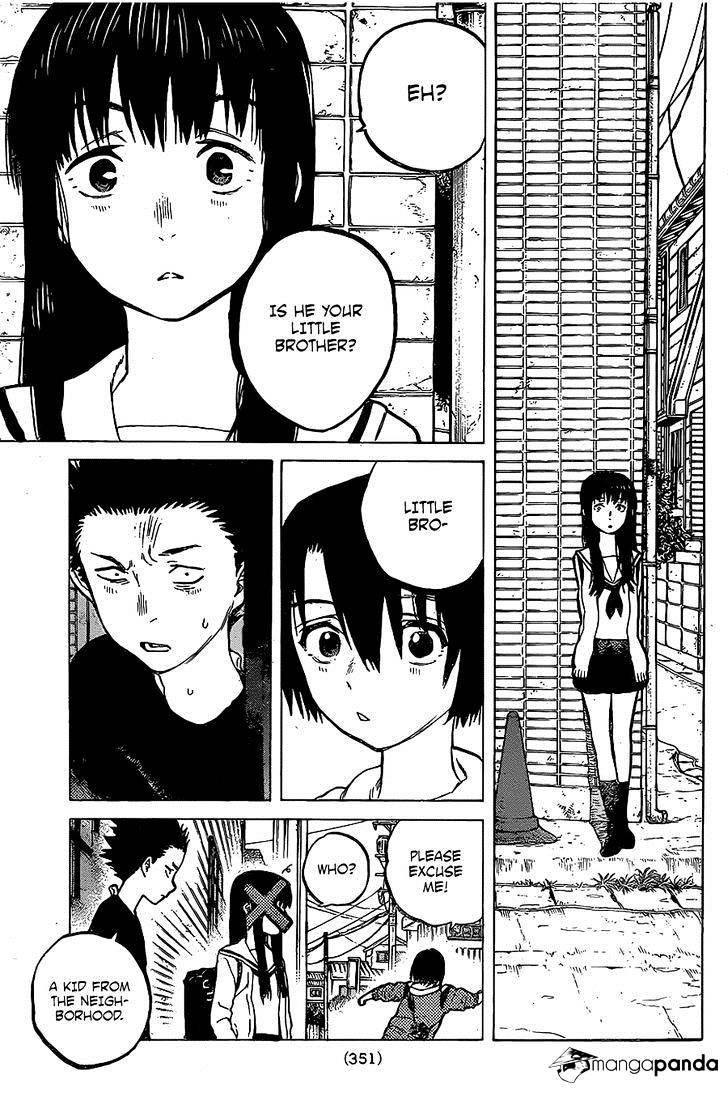 EH?
IS HE YOUR
LITTLE
BROTHER?
LITTLE
BRO-
PLEASE
EXCUSE
ME!
WHO?
A KID FROM
THE NEIGH-
BORHOOD.
(351)
mangapanda